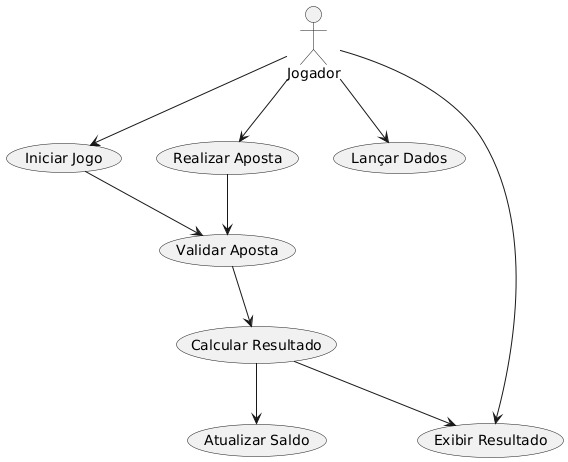 Jogador
Iniciar Jogo
Realizar Aposta
Lançar Dados
Validar Aposta
Calcular Resultado
Atualizar Saldo
Exibir Resultado